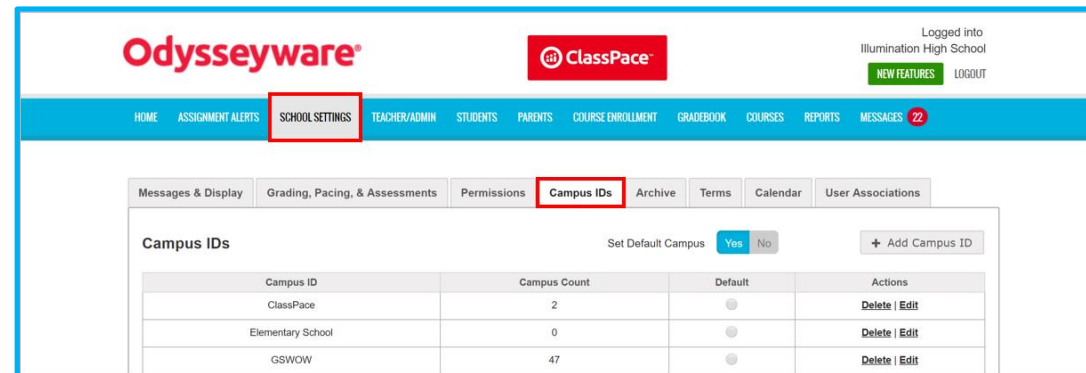 Odysseyware®
ClassPace™
Logged into
Illumination High School
NEW FEATURES LOGOUT
HOME ASSIGNMENT ALERTS SCHOOL SETTINGS TEACHER/ADMIN STUDENTS PARENTS COURSE ENROLLMENT GRADEBOOK COURSES REPORTS MESSAGES 22
Messages & Display Grading, Pacing, & Assessments Permissions Campus IDs Archive Terms Calendar User Associations
Campus IDs Set Default Campus Yes No + Add Campus ID
Campus ID Campus Count Default Actions
ClassPace 2 Delete | Edit
Elementary School 0 Delete | Edit
GSWOW 47 Delete | Edit